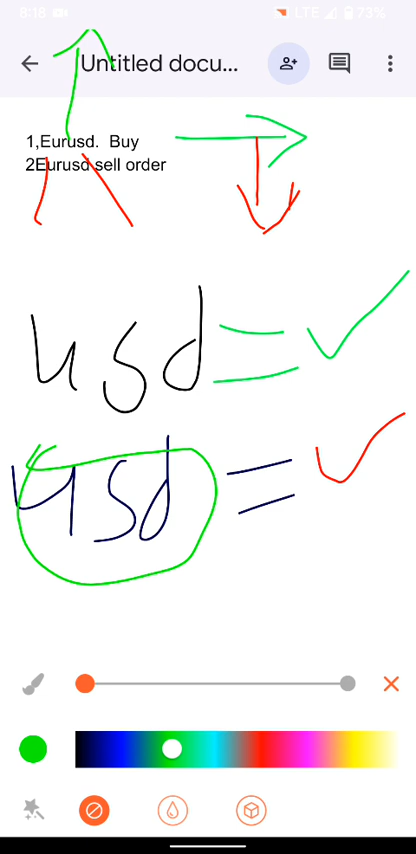 8:18 LTE 73%
Untitled docu...
1,Eurusd. Buy
2Eurusd sell order
usd =
usd =